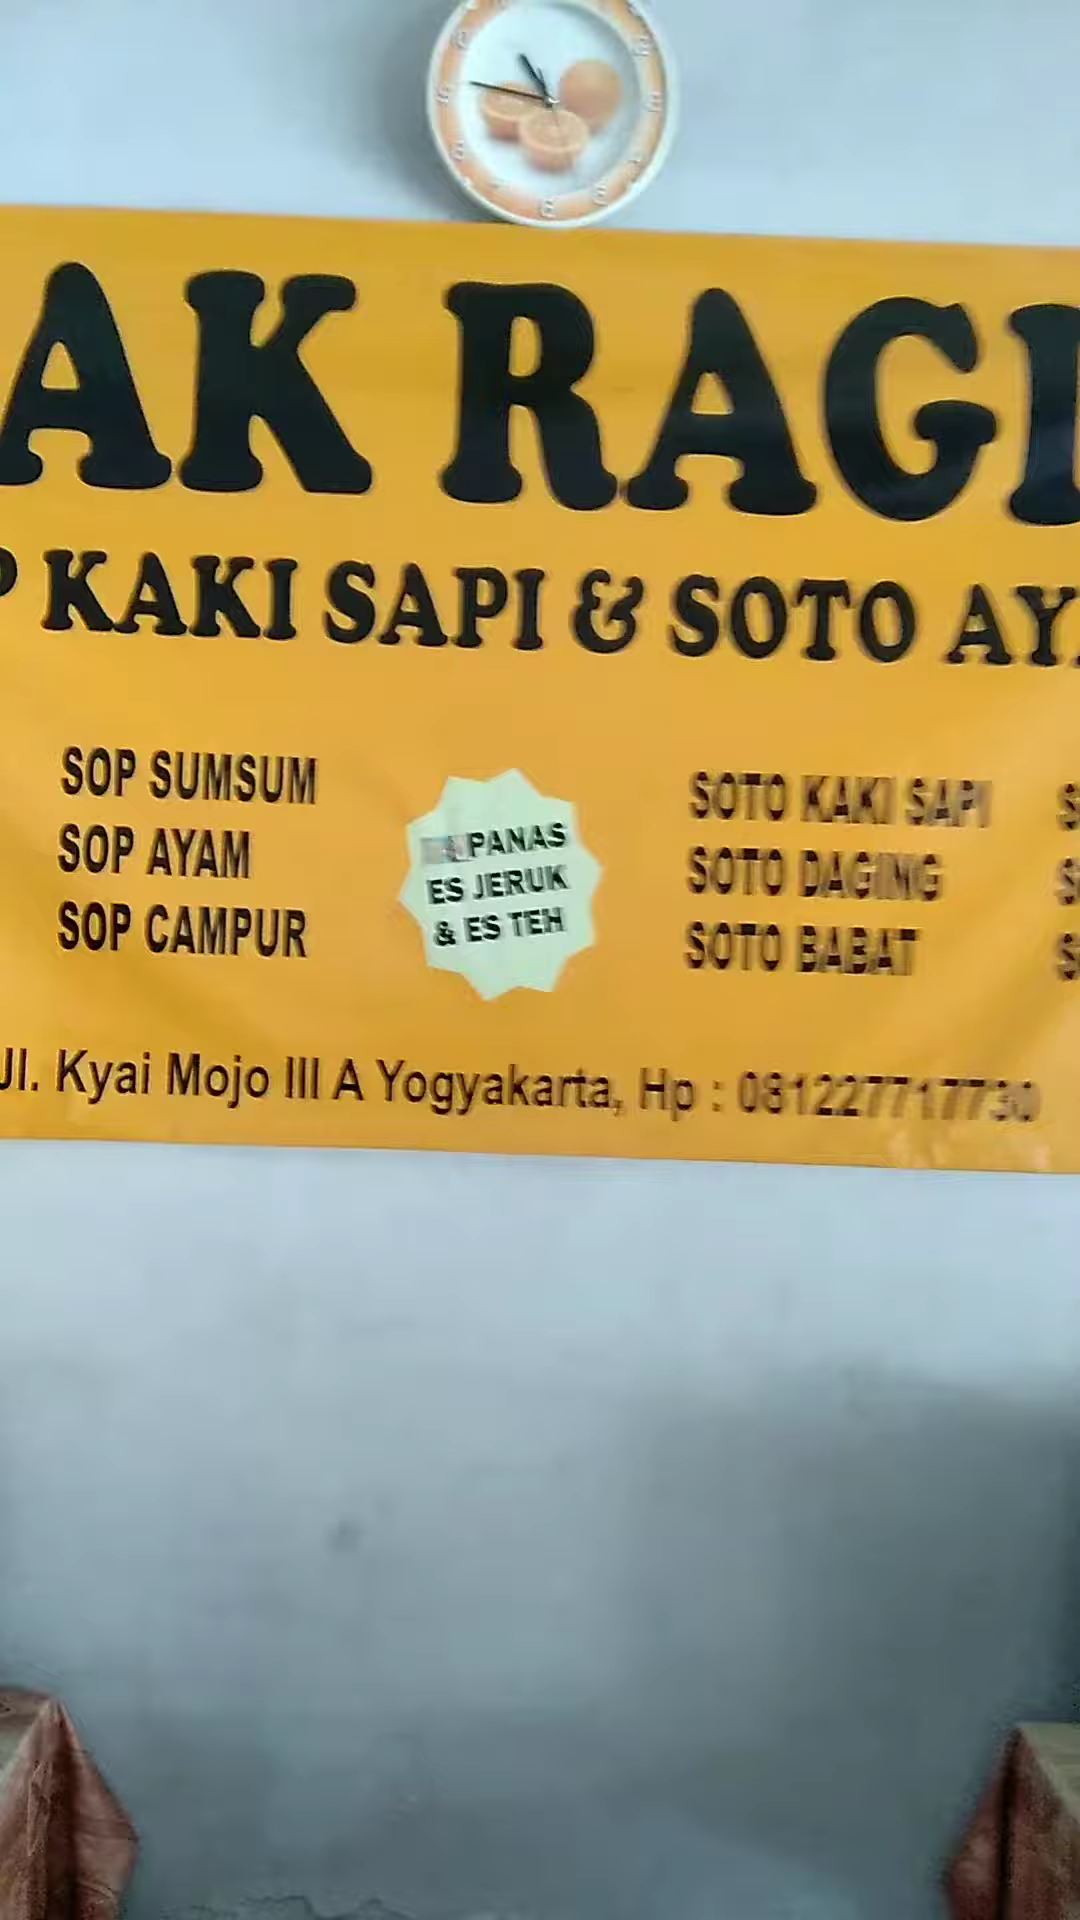 AK RAGI
P KAKI SAPI & SOTO AY
SOP SUMSUM
SOP AYAM
SOP CAMPUR
PANAS
ES JERUK
& ES TEH
SOTO KAKI SAPI
SOTO DAGING
SOTO BABAT
Jl. Kyai Mojo III A Yogyakarta, Hp : 081227717730